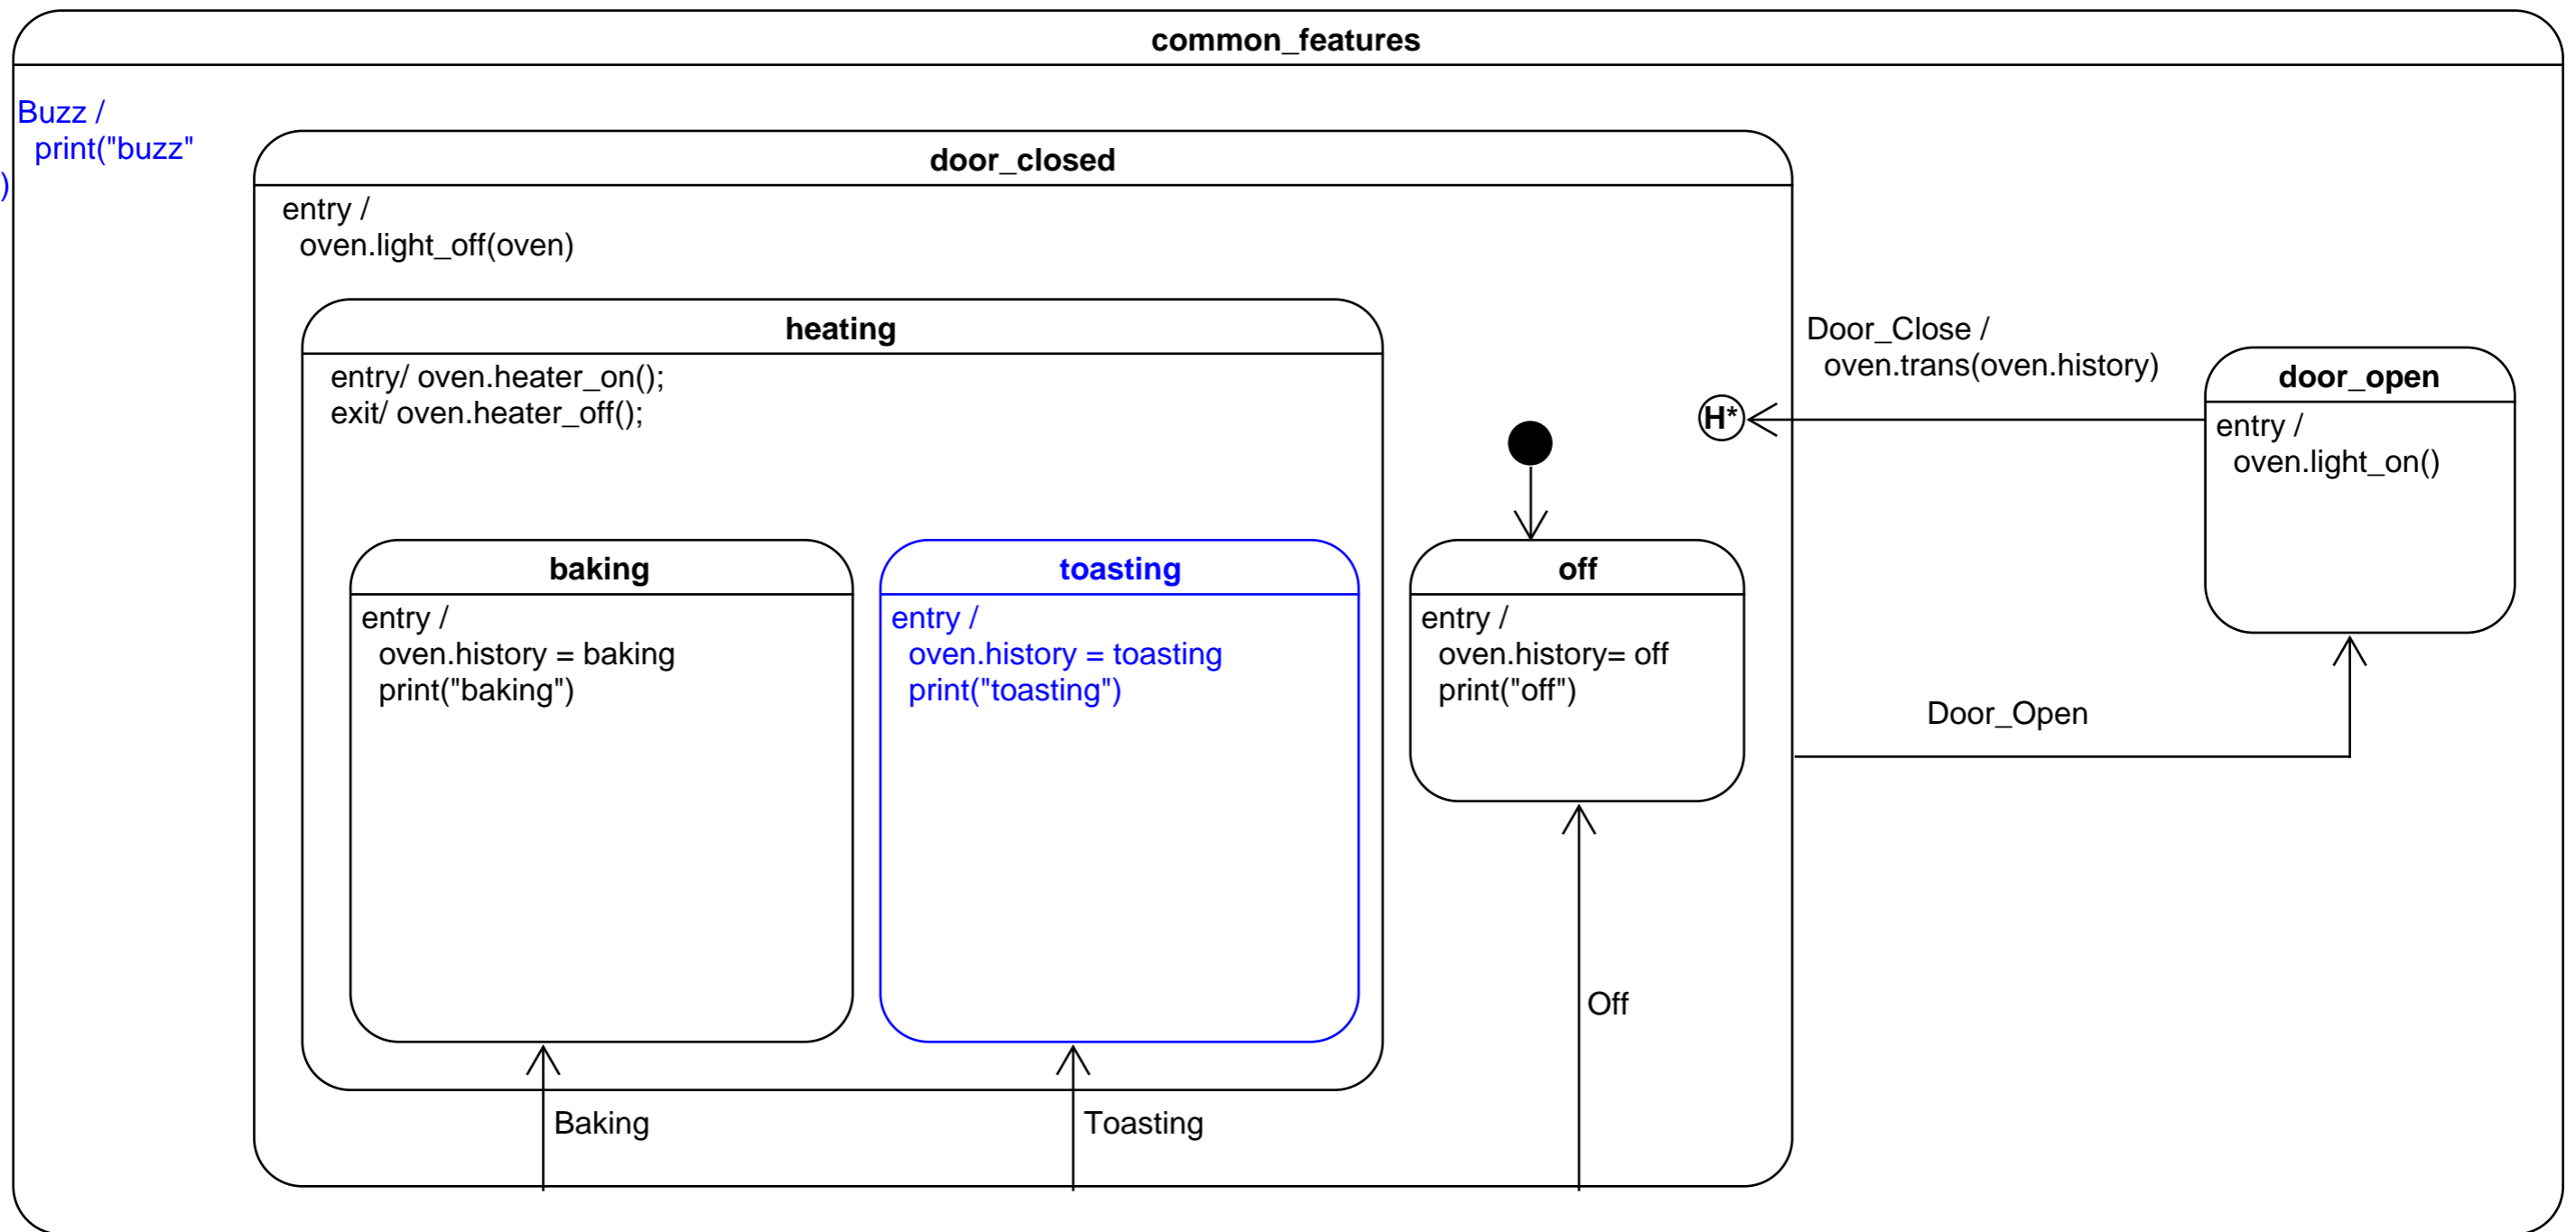 common_features
Buzz /
print("buzz"
)
door_closed
entry /
oven.light_off(oven)
heating
entry/ oven.heater_on();
exit/ oven.heater_off();
Door_Close /
oven.trans(oven.history)
H*
door_open
entry /
oven.light_on()
baking
entry /
oven.history = baking
print("baking")
toasting
entry /
oven.history = toasting
print("toasting")
off
entry /
oven.history= off
print("off")
Door_Open
Off
Baking
Toasting